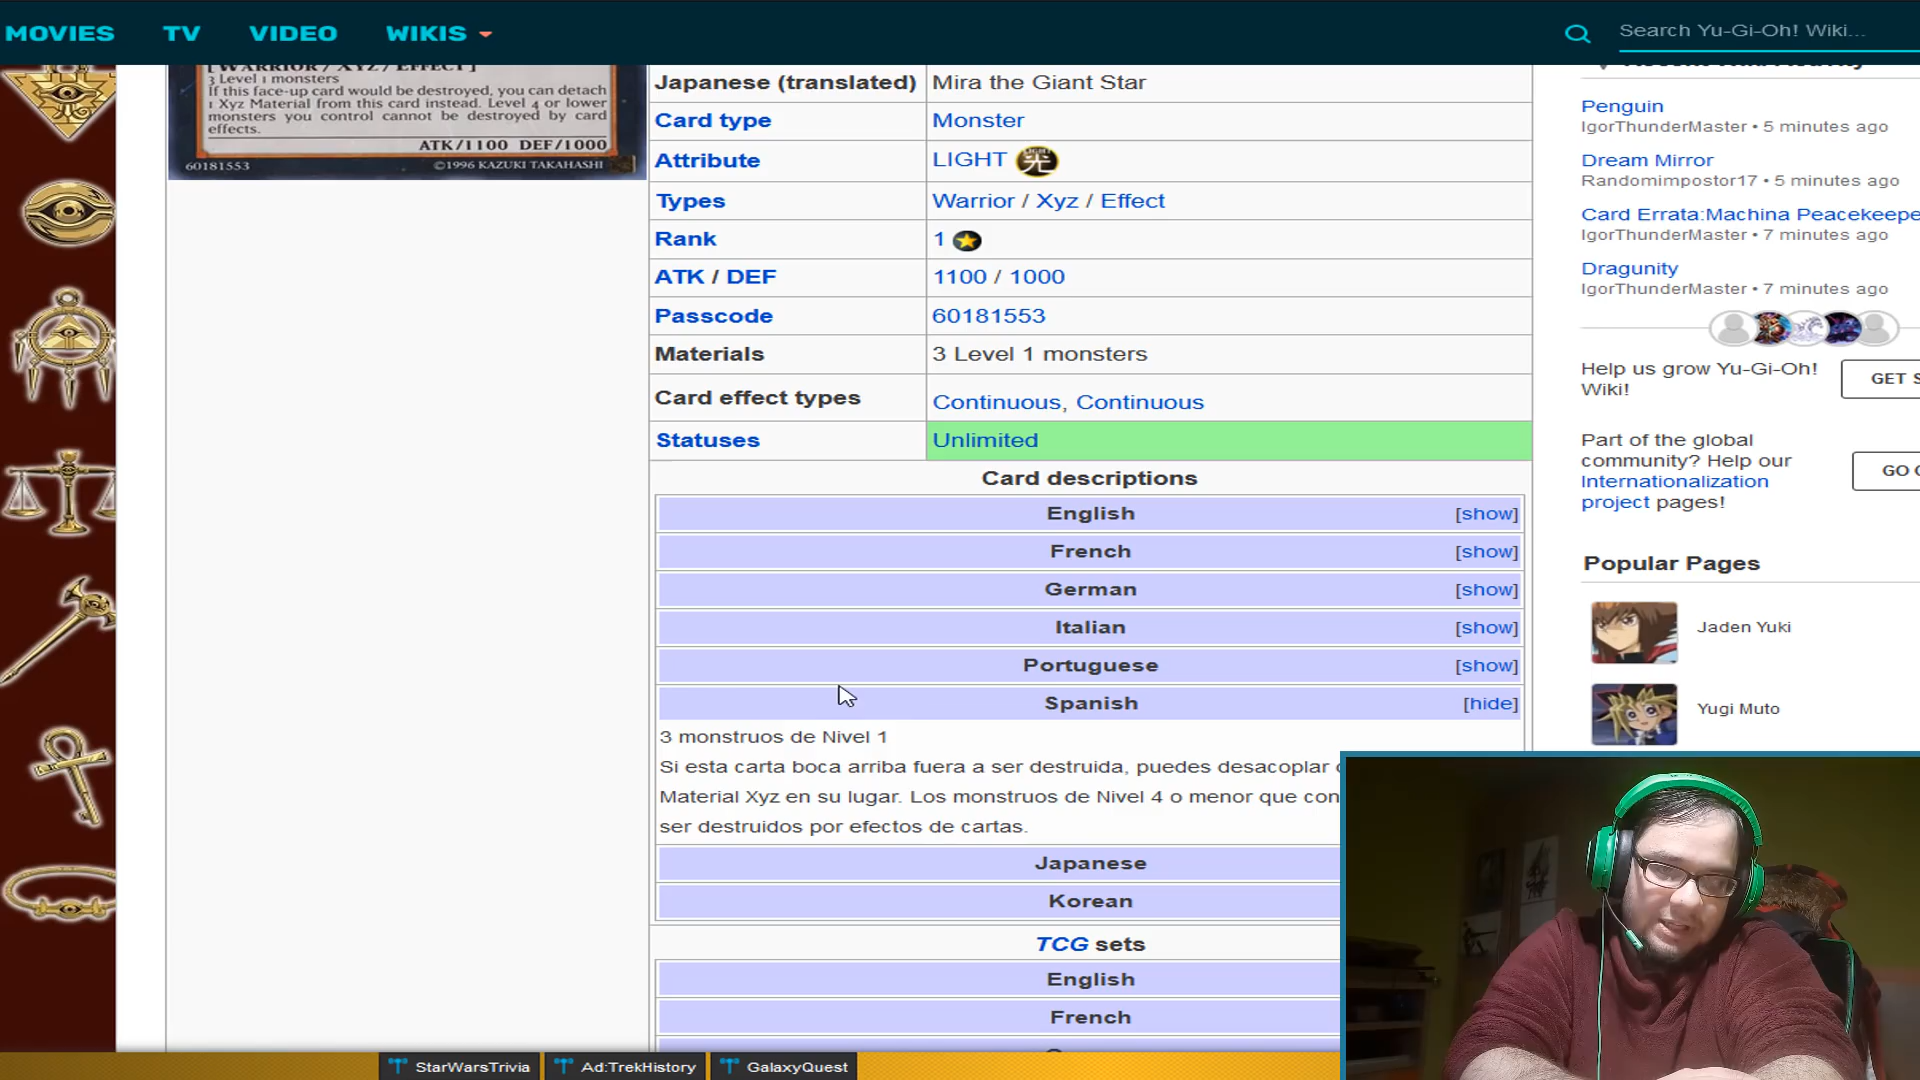 MOVIES TV VIDEO WIKIS Search Yu-Gi-Oh! Wiki...
[WARRIOR / XYZ / EFFECT]
3 Level 1 monsters
If this face-up card would be destroyed, you can detach
1 Xyz Material from this card instead. Level 4 or lower
monsters you control cannot be destroyed by card
effects.
ATK/1100 DEF/1000
60181553 ©1996 KAZUKI TAKAHASHI
Japanese (translated) Mira the Giant Star
Card type Monster
Attribute LIGHT 光
Types Warrior / Xyz / Effect
Rank 1
ATK / DEF 1100 / 1000
Passcode 60181553
Materials 3 Level 1 monsters
Card effect types Continuous, Continuous
Statuses Unlimited
Card descriptions
English [show]
French [show]
German [show]
Italian [show]
Portuguese [show]
Spanish [hide]
3 monstruos de Nivel 1
Si esta carta boca arriba fuera a ser destruida, puedes desacoplar
Material Xyz en su lugar. Los monstruos de Nivel 4 o menor que con
ser destruidos por efectos de cartas.
Japanese
Korean
TCG sets
English
French
Penguin
IgorThunderMaster • 5 minutes ago
Dream Mirror
Randomimpostor17 • 5 minutes ago
Card Errata:Machina Peacekeepe
IgorThunderMaster • 7 minutes ago
Dragunity
IgorThunderMaster • 7 minutes ago
Help us grow Yu-Gi-Oh!
Wiki!
GET S
Part of the global
community? Help our
Internationalization
project pages!
GO
Popular Pages
Jaden Yuki
Yugi Muto
StarWarsTrivia Ad:TrekHistory GalaxyQuest